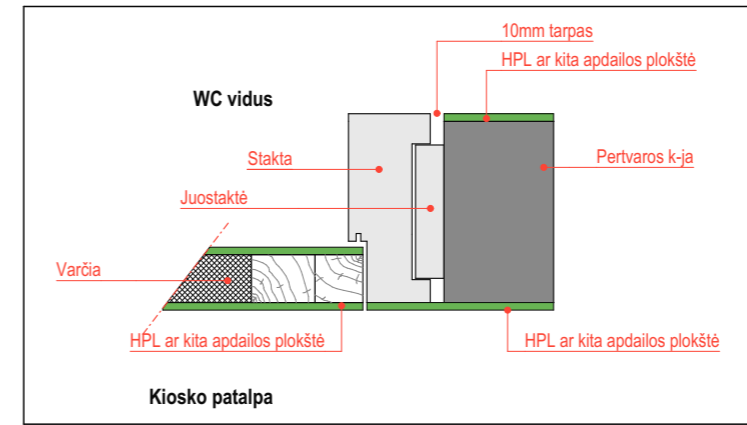 10mm tarpas
HPL ar kita apdailos plokštė
WC vidus
Stakta
Pertvaros k-ja
Juostaktė
Varčia
HPL ar kita apdailos plokštė
HPL ar kita apdailos plokštė
Kiosko patalpa